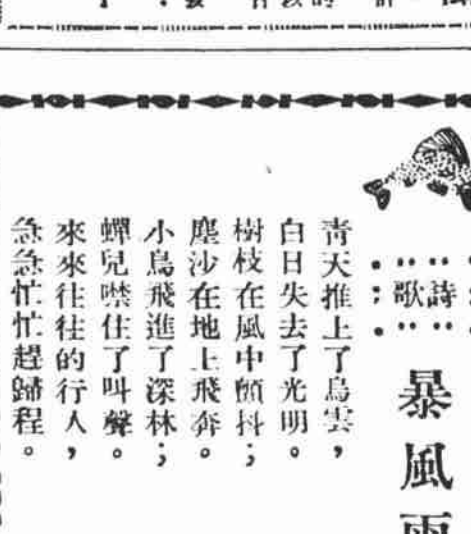 詩歌
暴風雨
青天推上了烏雲，
白日失去了光明。
樹枝在風中顫抖；
塵沙在地上飛奔。
小鳥飛進了深林；
蟬兒噤住了叫聲。
來來往往的行人，
急急忙忙趕歸程。